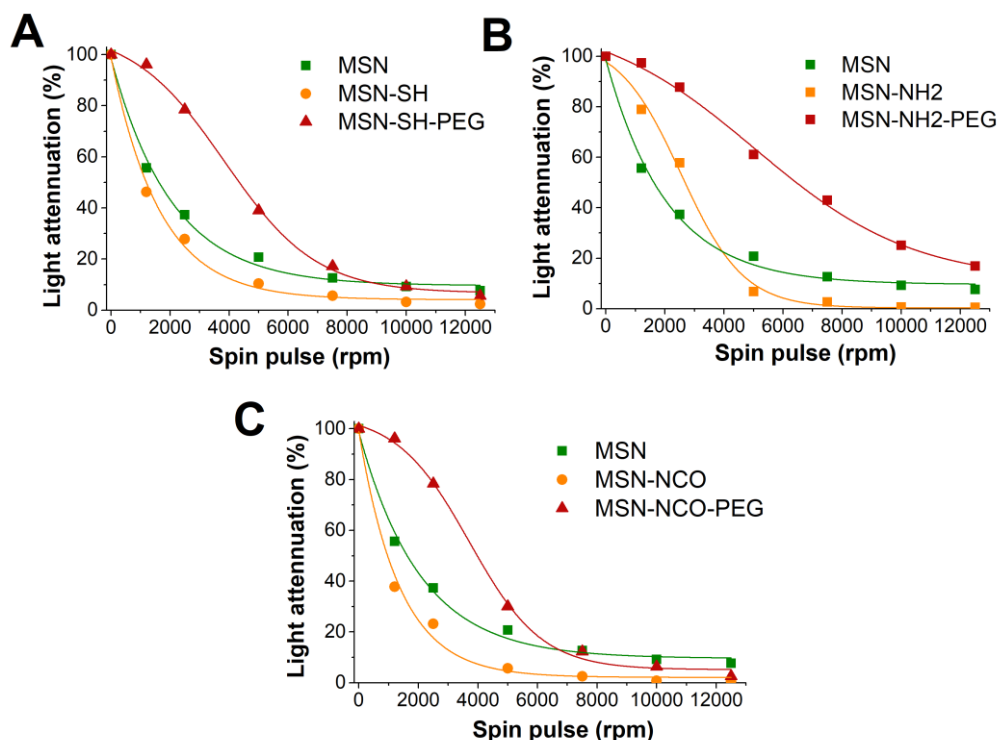 A
Light attenuation (%)
100
80
60
40
20
0
0 2000 4000 6000 8000 10000 12000
Spin pulse (rpm)
MSN
MSN-SH
MSN-SH-PEG
B
Light attenuation (%)
100
80
60
40
20
0
0 2000 4000 6000 8000 10000 12000
Spin pulse (rpm)
MSN
MSN-NH2
MSN-NH2-PEG
C
Light attennuation (%)
100
80
60
40
20
0
0 2000 4000 6000 8000 10000 12000
Spin pulse (rpm)
MSN
MSN-NCO
MSN-NCO-PEG